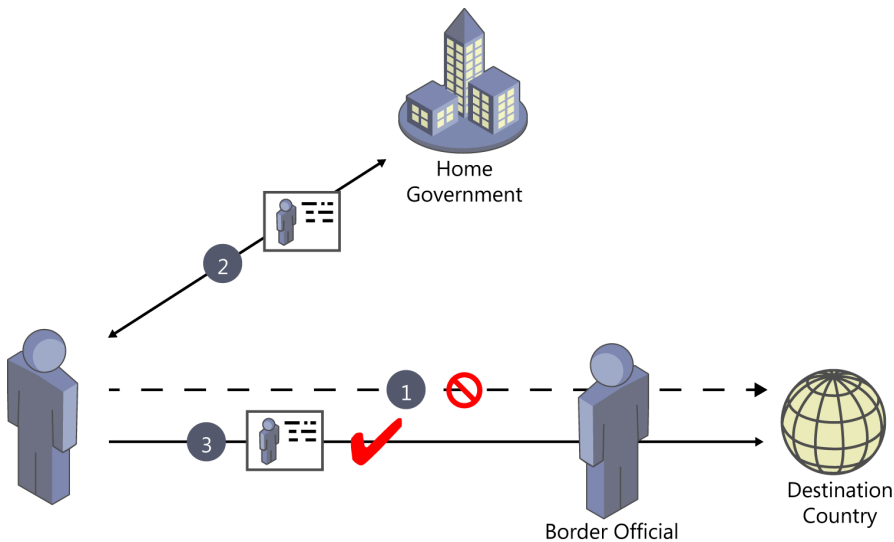 Home
Government
2
1
3
Destination
Country
Border Official